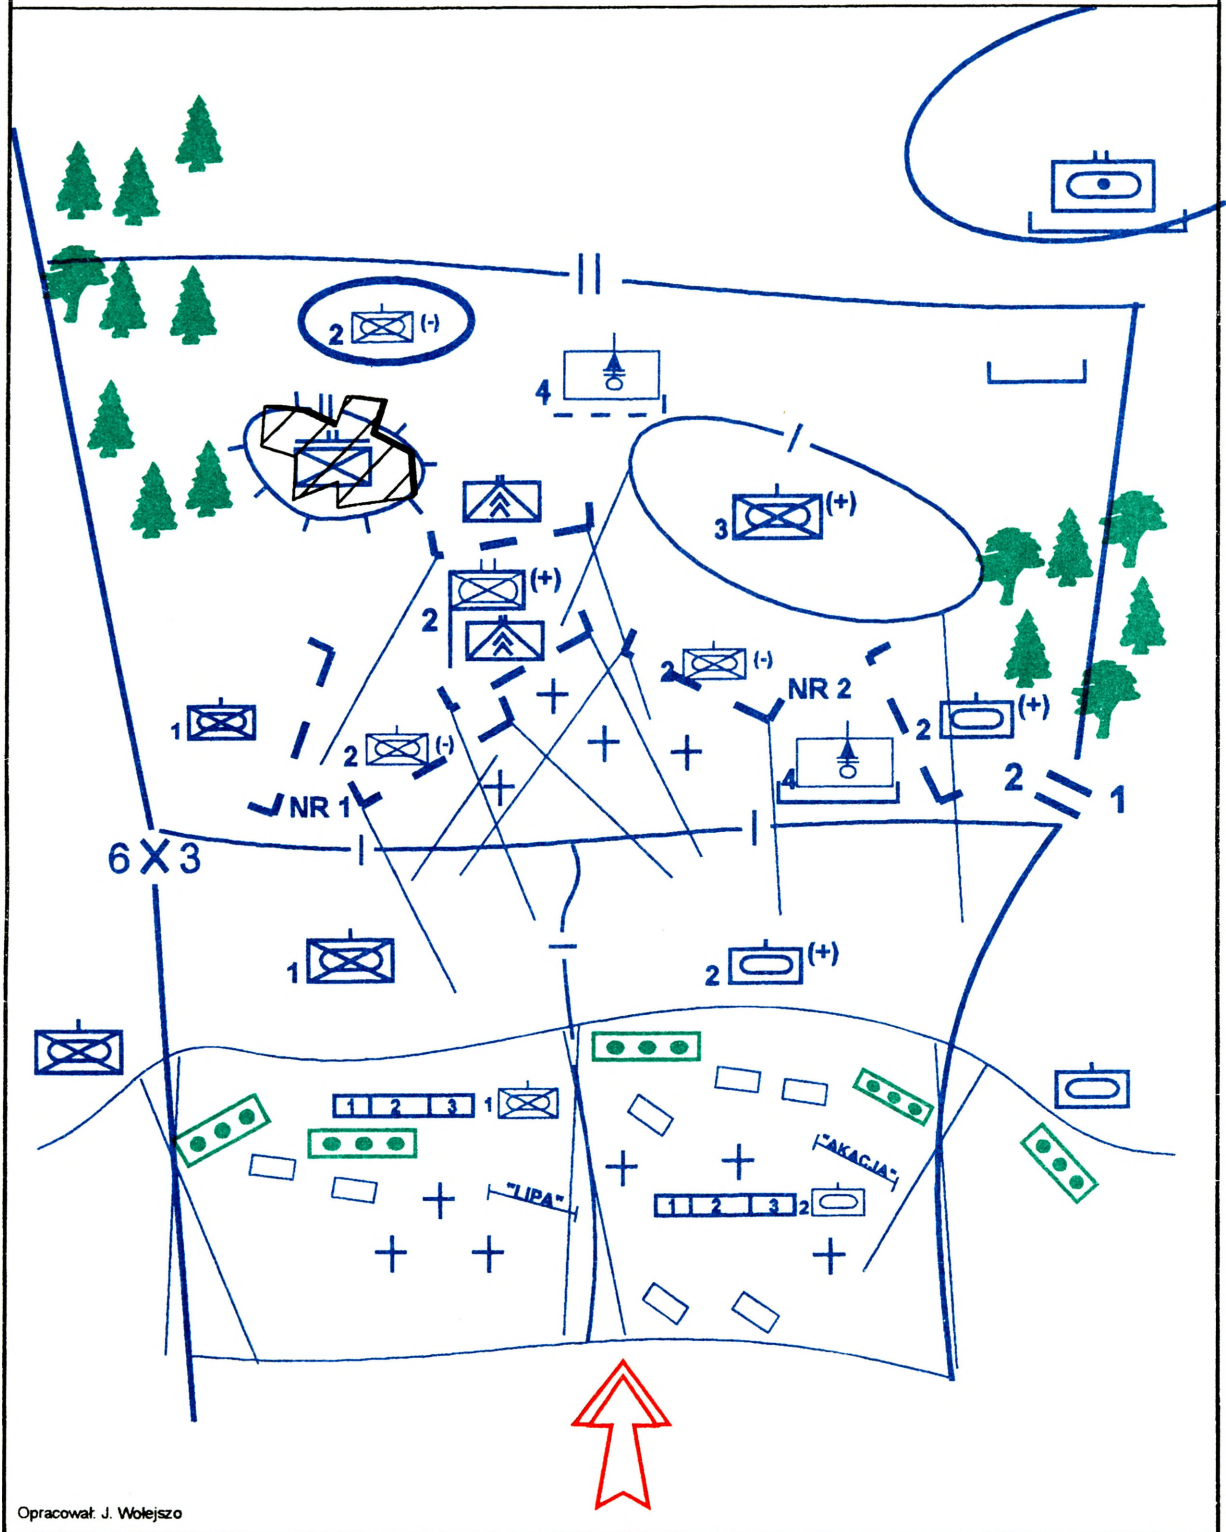 2 (-)
4
3 (+)
2 (+)
2 (-)
NR 2
1
2 (+)
2 (-)
4
NR 1
2 1
6 X 3
1
2 (+)
1 2 3 1
"AKACJA"
"LIPA"
1 2 3 2
Opracował: J. Wołejszo